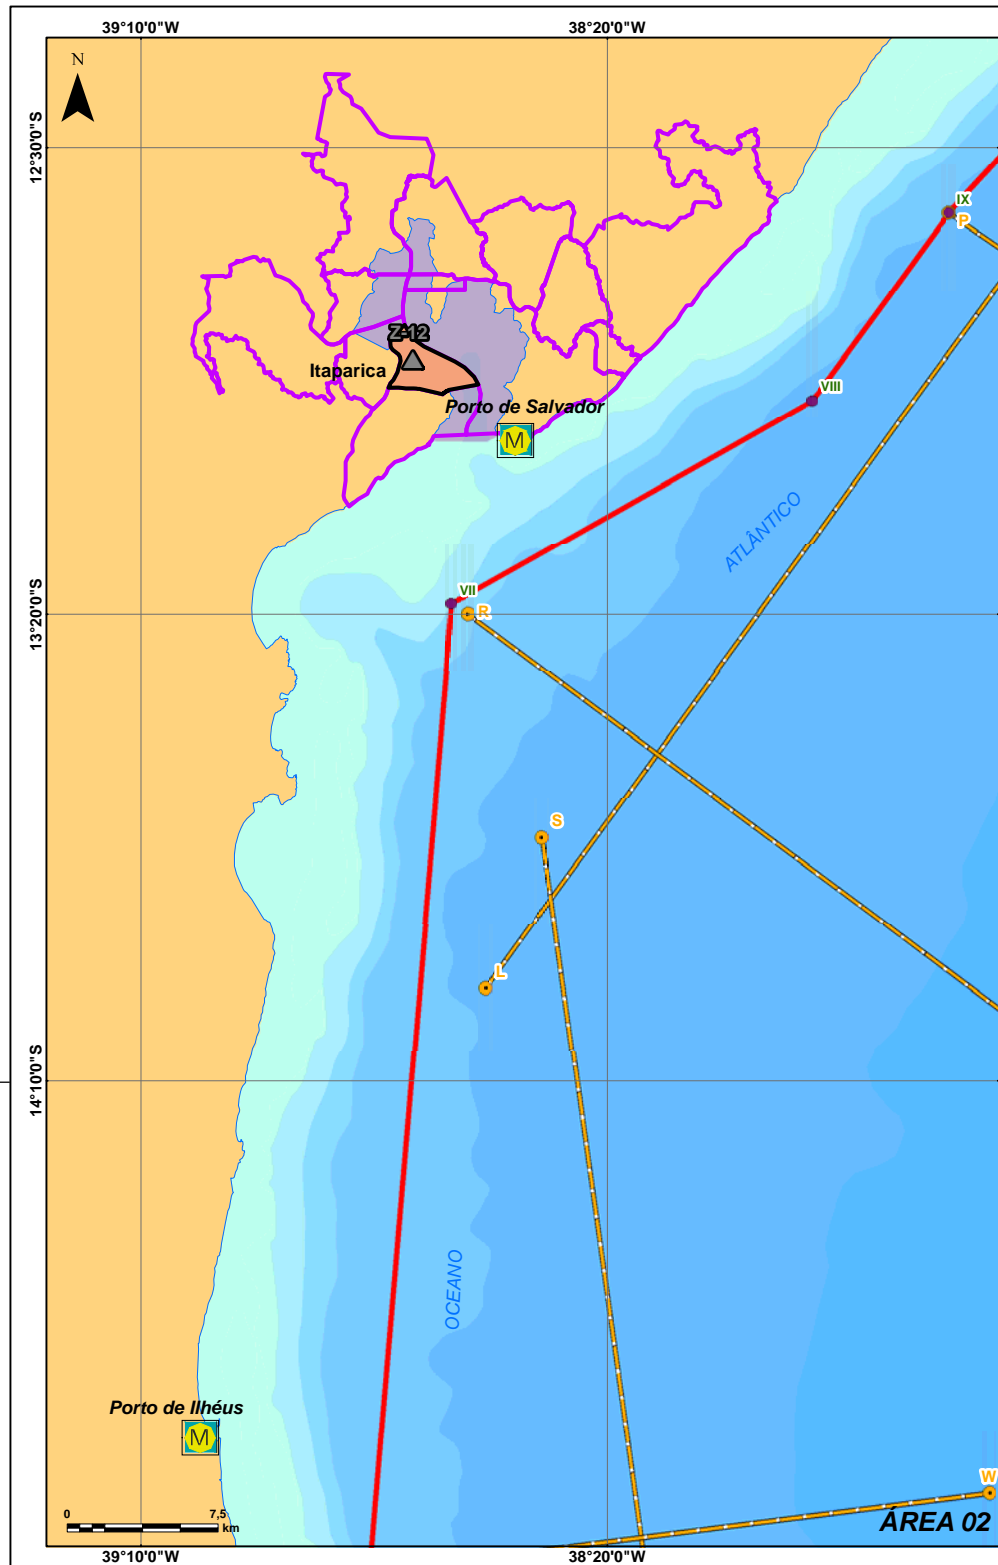 39°10'0"W
38°20'0"W
N
12°30'0"S
IX
P
Itaparica
Porto de Salvador
M
VIII
ATLÂNTICO
VII
R
13°20'0"S
S
L
14°10'0"S
OCEANO
Porto de Ilhéus
M
W
0
7,5
km
ÁREA 02
39°10'0"W
38°20'0"W